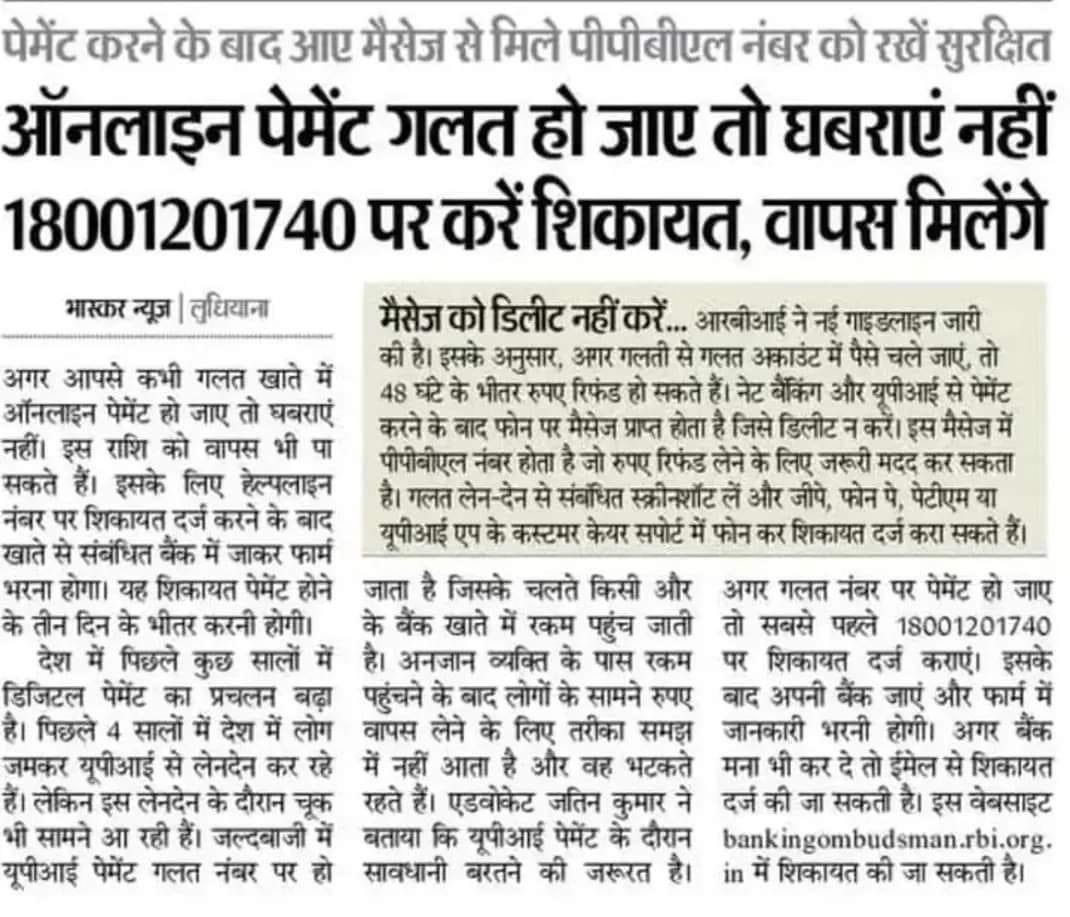 पेमेंट करने के बाद आए मैसेज से मिले पीपीबीएल नंबर को रखें सुरक्षित
ऑनलाइन पेमेंट गलत हो जाए तो घबराएं नहीं
18001201740 पर करें शिकायत, वापस मिलेंगे
भास्कर न्यूज | लुधियाना
अगर आपसे कभी गलत खाते में
ऑनलाइन पेमेंट हो जाए तो घबराएं
नहीं। इस राशि को वापस भी पा
सकते हैं। इसके लिए हेल्पलाइन
नंबर पर शिकायत दर्ज करने के बाद
खाते से संबंधित बैंक में जाकर फार्म
भरना होगा। यह शिकायत पेमेंट होने
के तीन दिन के भीतर करनी होगी।
देश में पिछले कुछ सालों में
डिजिटल पेमेंट का प्रचलन बढ़ा
है। पिछले 4 सालों में देश में लोग
जमकर यूपीआई से लेनदेन कर रहे
हैं। लेकिन इस लेनदेन के दौरान चूक
भी सामने आ रही हैं। जल्दबाजी में
यूपीआई पेमेंट गलत नंबर पर हो
मैसेज को डिलीट नहीं करें... आरबीआई ने नई गाइडलाइन जारी
की है। इसके अनुसार, अगर गलती से गलत अकाउंट में पैसे चले जाएं, तो
48 घंटे के भीतर रुपए रिफंड हो सकते हैं। नेट बैंकिंग और यूपीआई से पेमेंट
करने के बाद फोन पर मैसेज प्राप्त होता है जिसे डिलीट न करें। इस मैसेज में
पीपीबीएल नंबर होता है जो रुपए रिफंड लेने के लिए जरूरी मदद कर सकता
है। गलत लेन-देन से संबंधित स्क्रीनशॉट लें और जीपे, फोन पे, पेटीएम या
यूपीआई एप के कस्टमर केयर सपोर्ट में फोन कर शिकायत दर्ज करा सकते हैं।
जाता है जिसके चलते किसी और
के बैंक खाते में रकम पहुंच जाती
है। अनजान व्यक्ति के पास रकम
पहुंचने के बाद लोगों के सामने रुपए
वापस लेने के लिए तरीका समझ
में नहीं आता है और वह भटकते
रहते हैं। एडवोकेट जतिन कुमार ने
बताया कि यूपीआई पेमेंट के दौरान
सावधानी बरतने की जरूरत है।
अगर गलत नंबर पर पेमेंट हो जाए
तो सबसे पहले 18001201740
पर शिकायत दर्ज कराएं। इसके
बाद अपनी बैंक जाएं और फार्म में
जानकारी भरनी होगी। अगर बैंक
मना भी कर दे तो ईमेल से शिकायत
दर्ज की जा सकती है। इस वेबसाइट
bankingombudsman.rbi.org.
in में शिकायत की जा सकती है।